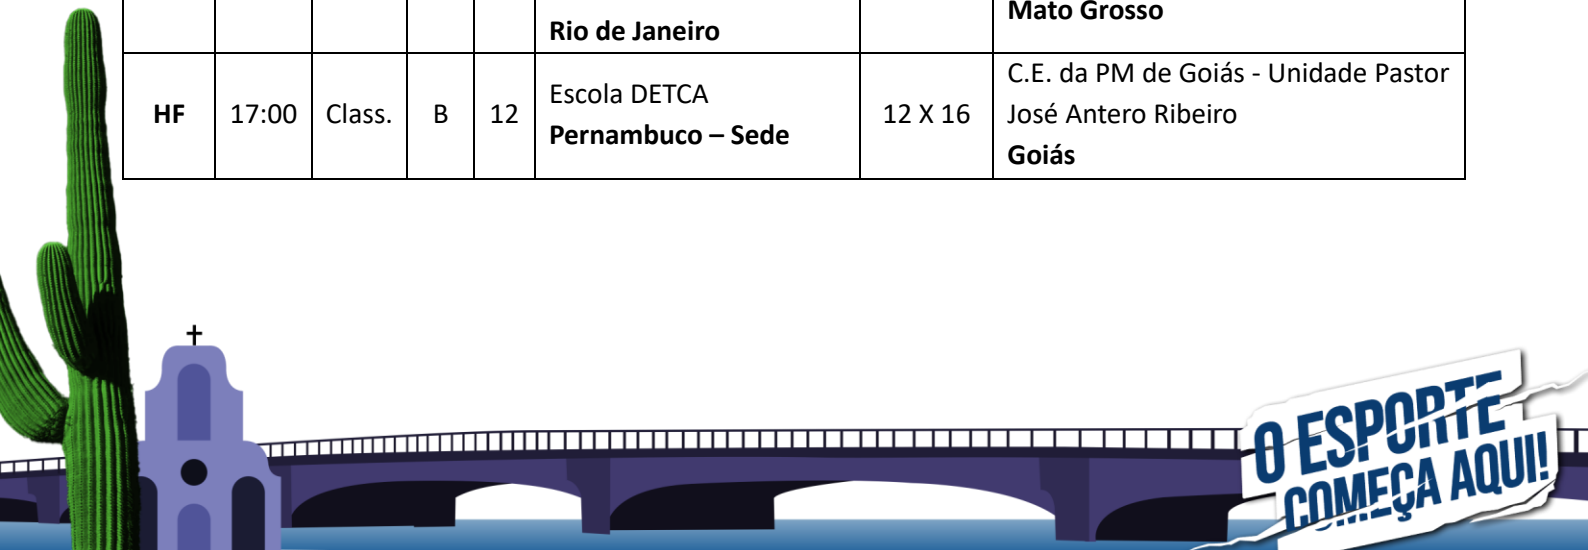 Rio de Janeiro
Mato Grosso
HF 17:00 Class. B 12 Escola DETCA
Pernambuco – Sede
12 X 16
C.E. da PM de Goiás - Unidade Pastor
José Antero Ribeiro
Goiás
O ESPORTE
COMEÇA AQUI!